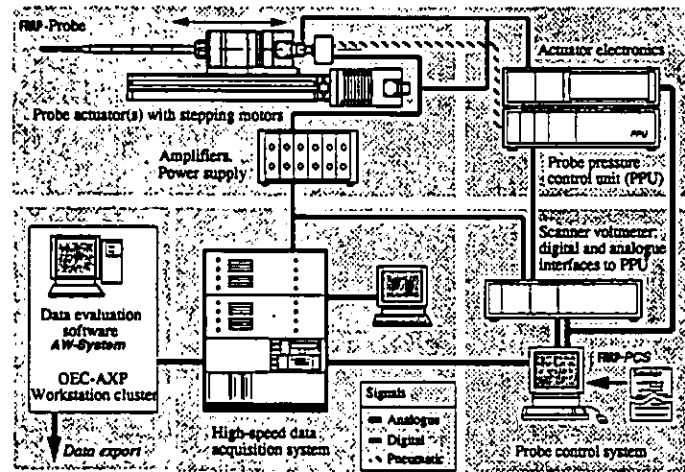 -Probe
Actuator electronics
Probe actuator(s) with stepping motors
PPU
Amplifiers,
Power supply
Probe pressure
control unit (PPU)
Scanner voltmeter;
digital and analogue
interfaces to PPU
Data evaluation
software
AW-System
OEC-AXP
Workstation cluster
-PCS
Signals
Analogue
Digital
Pneumatic
Data export
High-speed data
acquisition system
Probe control system